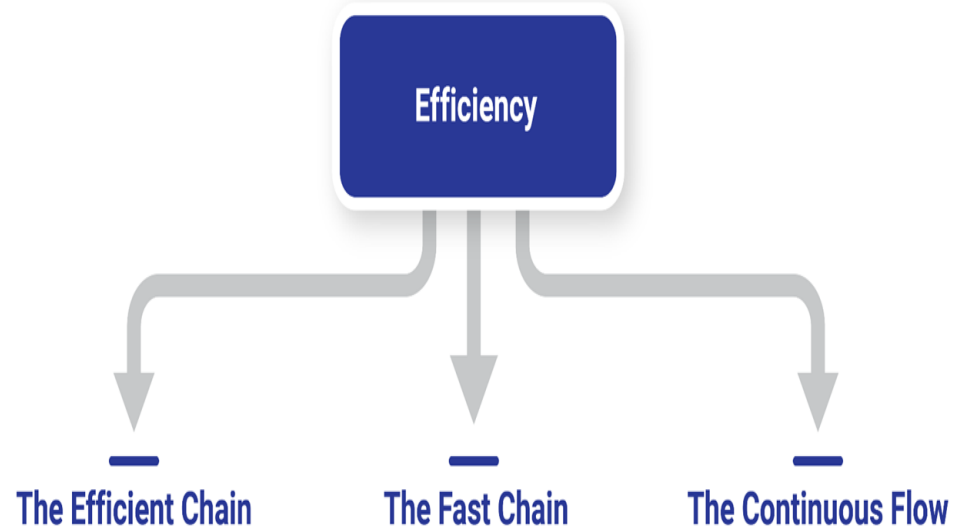 Efficiency
The Efficient Chain
The Fast Chain
The Continuous Flow